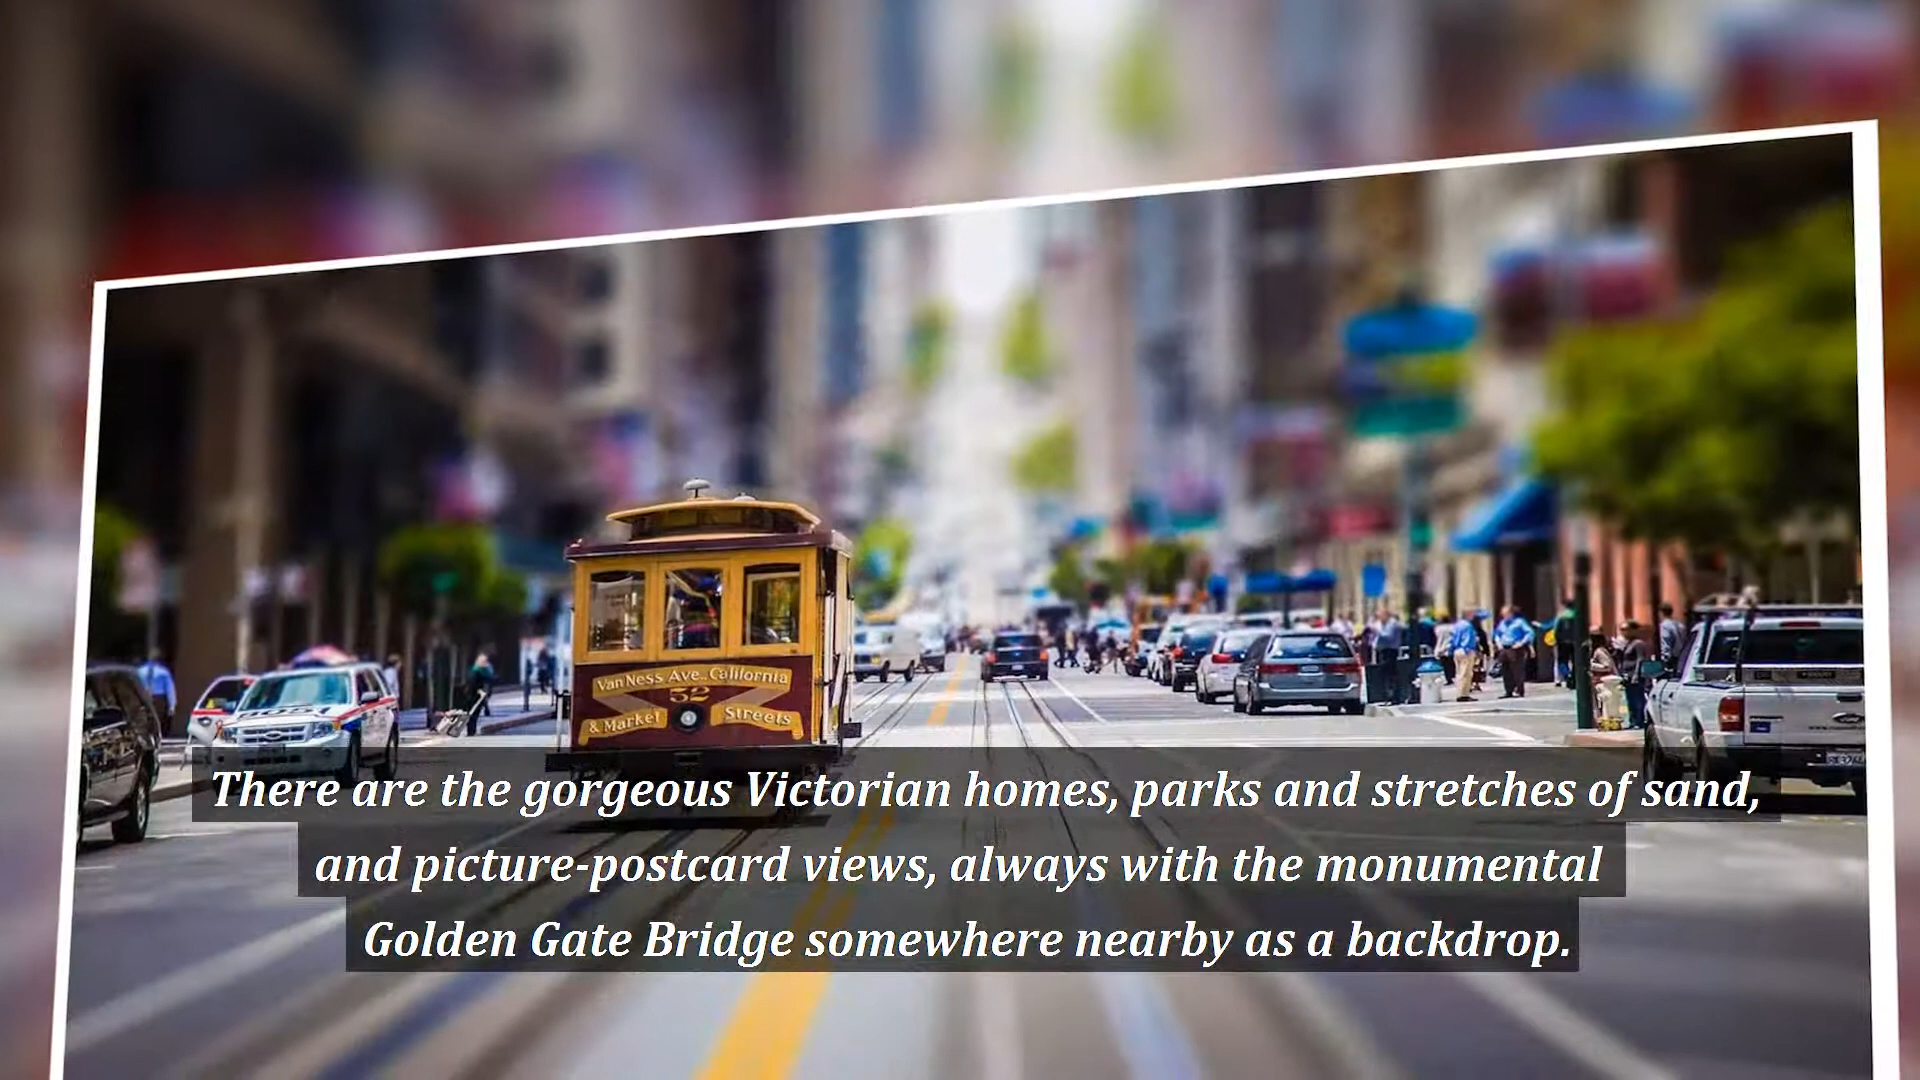 Van Ness Ave., California
52
& Market Streets
There are the gorgeous Victorian homes, parks and stretches of sand,
and picture-postcard views, always with the monumental
Golden Gate Bridge somewhere nearby as a backdrop.